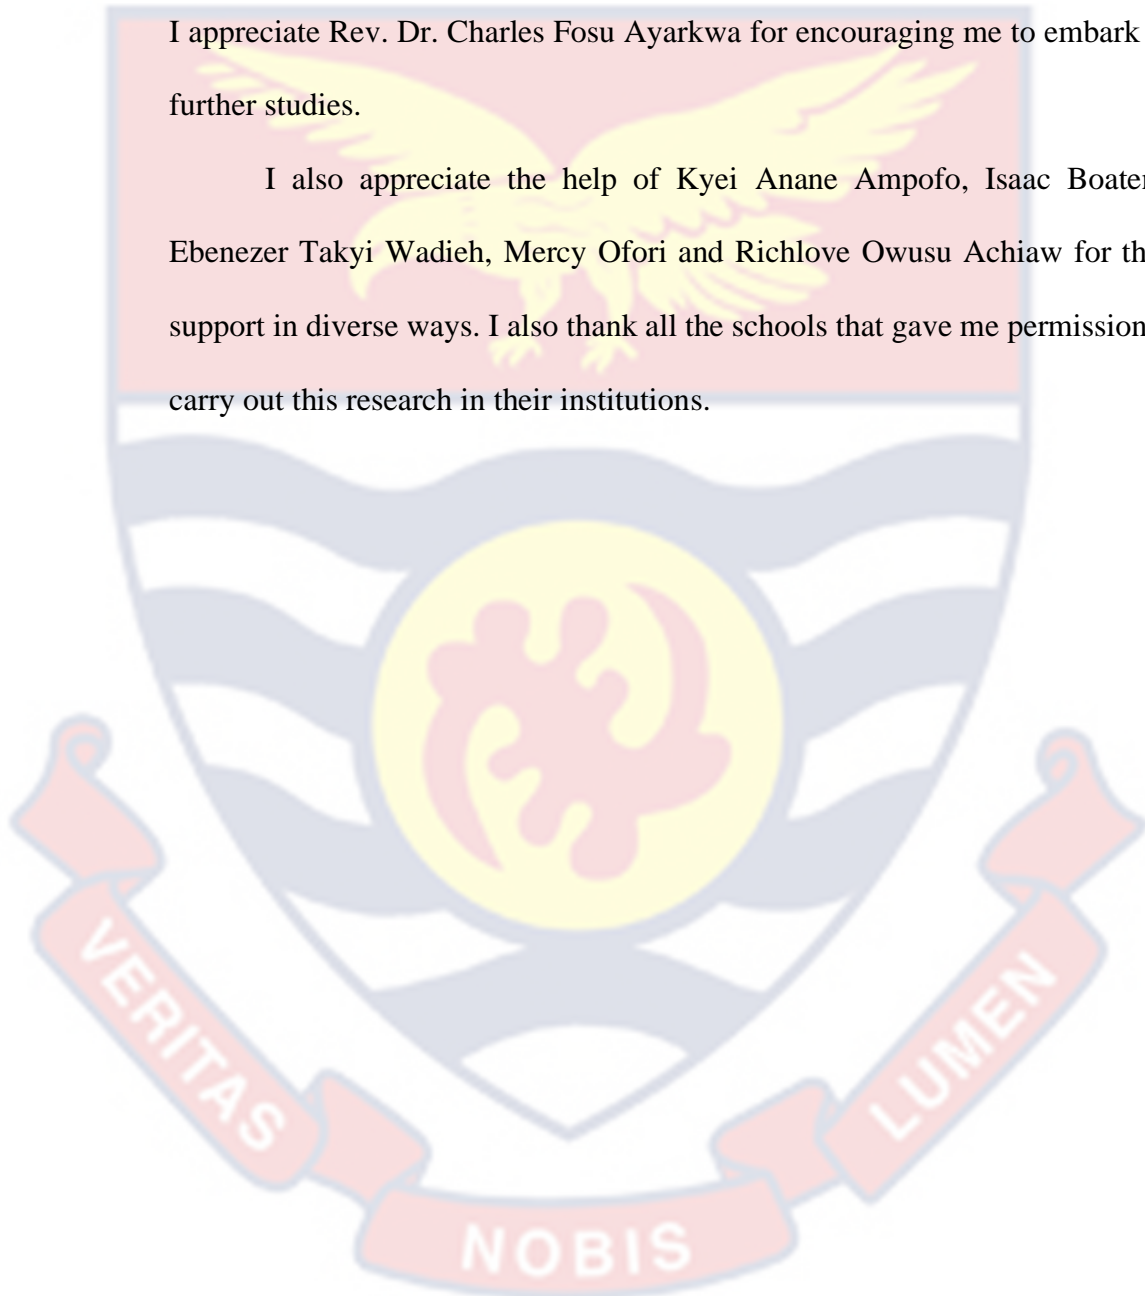 I appreciate Rev. Dr. Charles Fosu Ayarkwa for encouraging me to embark
further studies.
I also appreciate the help of Kyei Anane Ampofo, Isaac Boater
Ebenezer Takyi Wadieh, Mercy Ofori and Richlove Owusu Achiaw for th
support in diverse ways. I also thank all the schools that gave me permission
carry out this research in their institutions.
VERITAS
NOBIS
LUMEN